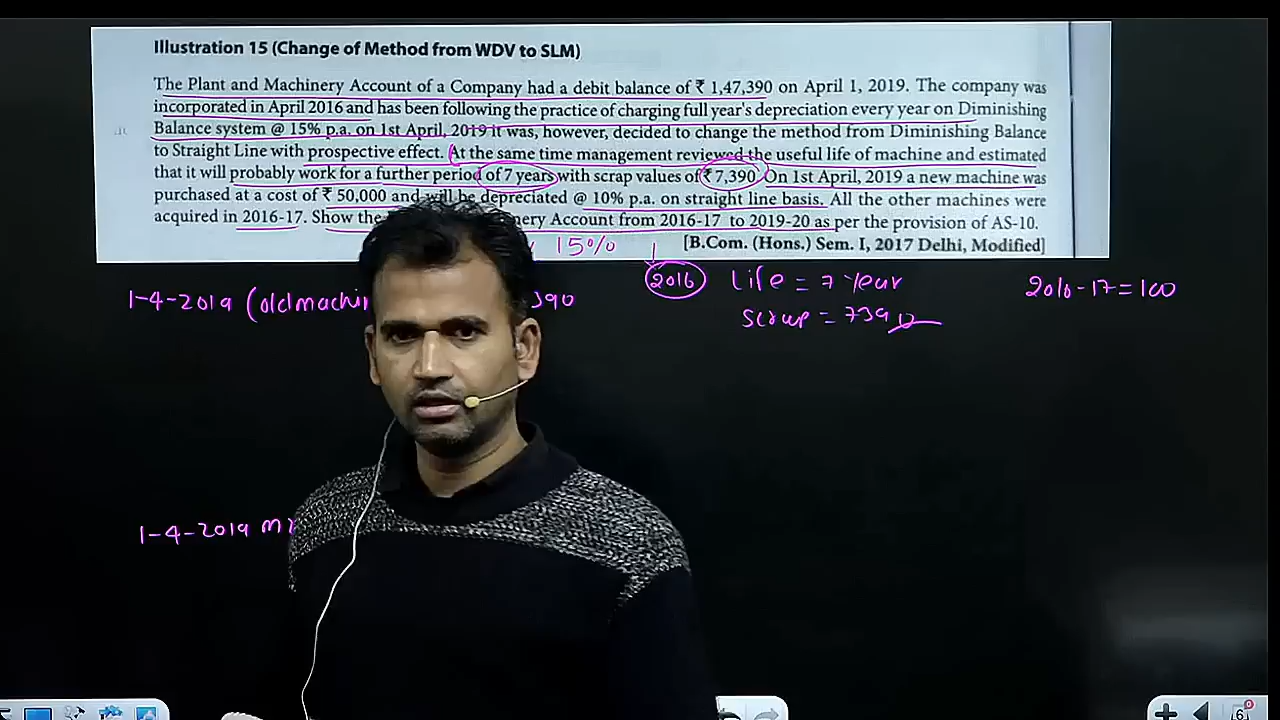 Illustration 15 (Change of Method from WDV to SLM)
The Plant and Machinery Account of a Company had a debit balance of ₹ 1,47,390 on April 1, 2019. The company was
incorporated in April 2016 and has been following the practice of charging full year's depreciation every year on Diminishing
Balance system @ 15% p.a. on 1st April, 2019 it was, however, decided to change the method from Diminishing Balance
to Straight Line with prospective effect. At the same time management reviewed the useful life of machine and estimated
that it will probably work for a further period of 7 years with scrap values of ₹ 7,390. On 1st April, 2019 a new machine was
purchased at a cost of ₹ 50,000 and will be depreciated @ 10% p.a. on straight line basis. All the other machines were
acquired in 2016-17. Show the nery Account from 2016-17 to 2019-20 as per the provision of AS-10.
15% [B.Com. (Hons.) Sem. I, 2017 Delhi, Modified]
1-4-2019 (old machin 390 2016 Life = 7 Year 2016-17 = 100
Scrap = 7390
1-4-2019 m